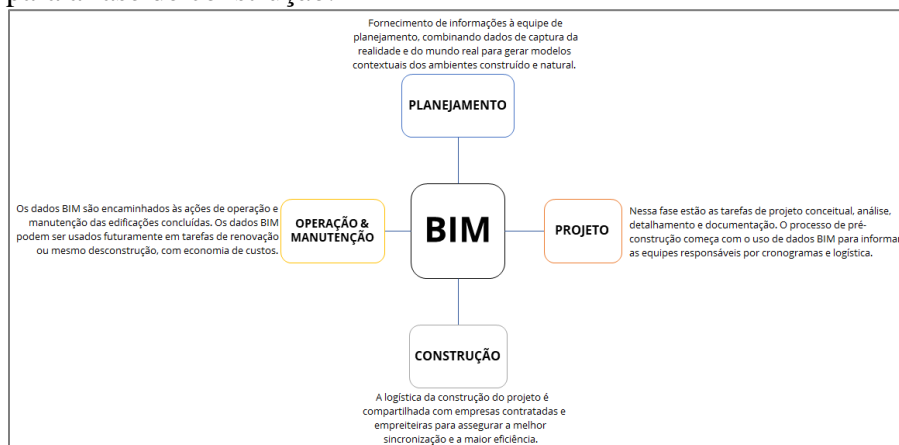 para a fase de construção.
Fornecimento de informações à equipe de
planejamento, combinando dados de captura da
realidade e do mundo real para gerar modelos
contextuais dos ambientes construído e natural.
PLANEJAMENTO
Os dados BIM são encaminhados às ações de operação e
manutenção das edificações concluídas. Os dados BIM
podem ser usados futuramente em tarefas de renovação
ou mesmo desconstrução, com economia de custos.
OPERAÇÃO &
MANUTENÇÃO
BIM
PROJETO
Nessa fase estão as tarefas de projeto conceitual, análise,
detalhamento e documentação. O processo de pré-
construção começa com o uso de dados BIM para informar
as equipes responsáveis por cronogramas e logística.
CONSTRUÇÃO
A logística da construção do projeto é
compartilhada com empresas contratadas e
empreiteiras para assegurar a melhor
sincronização e a maior eficiência.